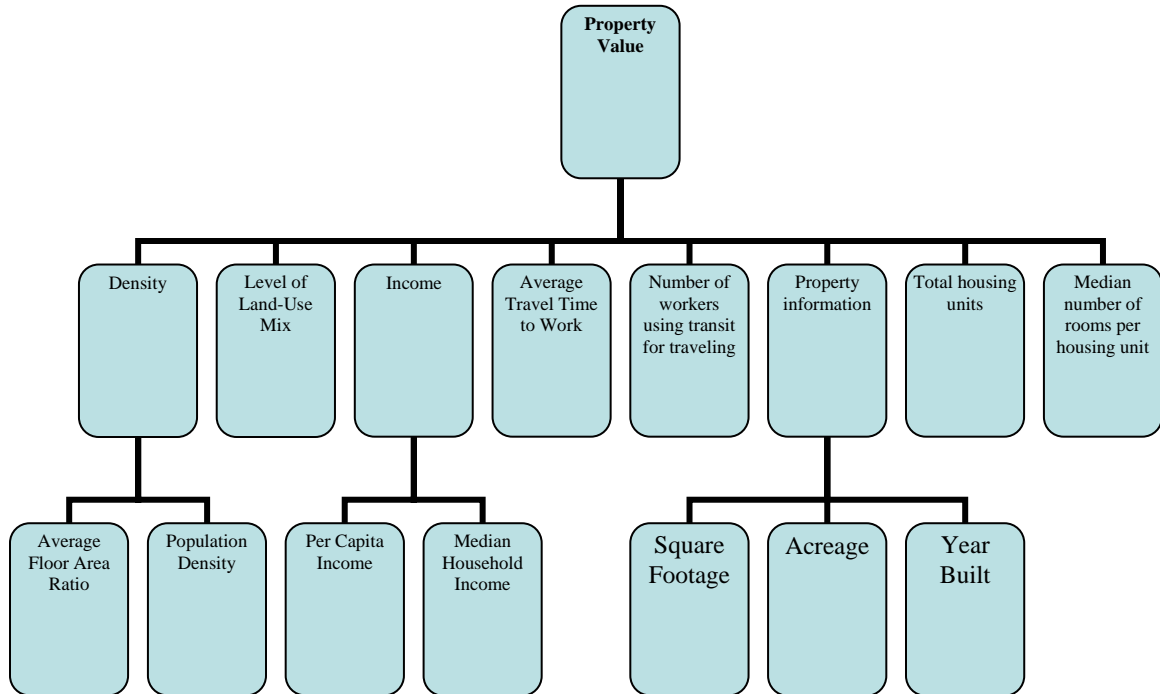 Property
Value
Density
Level of
Land-Use
Mix
Income
Average
Travel Time
to Work
Number of
workers
using transit
for traveling
Property
information
Total housing
units
Median
number of
rooms per
housing unit
Average
Floor Area
Ratio
Population
Density
Per Capita
Income
Median
Household
Income
Square
Footage
Acreage
Year
Built